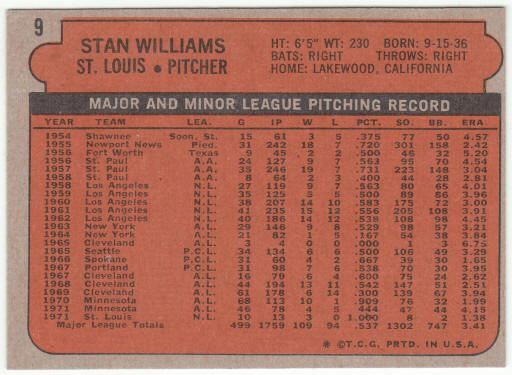 9
STAN WILLIAMS
ST. LOUIS • PITCHER
HT: 6'5" WT: 230 BORN: 9-15-36
BATS: RIGHT THROWS: RIGHT
HOME: LAKEWOOD, CALIFORNIA
MAJOR AND MINOR LEAGUE PITCHING RECORD
YEAR TEAM LEA. G IP W L PCT. SO. BB. ERA.
1954 Shawnee Soon. St. 15 61 3 5 .375 77 50 4.57
1955 Newport News Pied. 31 242 18 7 .720 301 158 2.42
1956 Fort Worth Texas 9 45 2 2 .500 46 32 5.20
1956 St. Paul A.A. 24 127 9 7 .563 95 70 4.54
1957 St. Paul A.A. 35 246 19 7 .731 223 148 3.04
1958 St. Paul A.A. 8 64 2 3 .400 44 28 2.81
1958 Los Angeles N.L. 27 119 9 7 .563 80 65 4.01
1959 Los Angeles N.L. 35 125 5 5 .500 89 86 3.96
1960 Los Angeles N.L. 38 207 14 10 .583 175 72 3.00
1961 Los Angeles N.L. 41 235 15 12 .556 205 108 3.91
1962 Los Angeles N.L. 40 186 14 12 .538 108 98 4.45
1963 New York A.L. 29 146 9 8 .529 98 57 3.21
1964 New York A.L. 21 82 1 5 .167 54 38 3.84
1965 Cleveland A.L. 3 4 0 0 .000 1 3 6.75
1965 Seattle P.C.L. 34 134 6 6 .500 106 49 3.29
1966 Spokane P.C.L. 31 60 4 2 .667 39 30 1.65
1967 Portland P.C.L. 31 98 7 6 .538 70 30 3.95
1967 Cleveland A.L. 16 79 6 4 .600 75 24 2.62
1968 Cleveland A.L. 44 194 13 11 .542 147 51 2.51
1969 Cleveland A.L. 61 178 6 14 .300 139 67 3.94
1970 Minnesota A.L. 68 113 10 1 .909 76 32 1.99
1971 Minnesota A.L. 46 78 4 5 .444 47 44 4.15
1971 St. Louis N.L. 10 13 3 0 1.000 8 2 1.38
Major League Totals 499 1759 109 94 .537 1302 747 3.41
* ©T.C.G. PRTD. IN U.S.A.